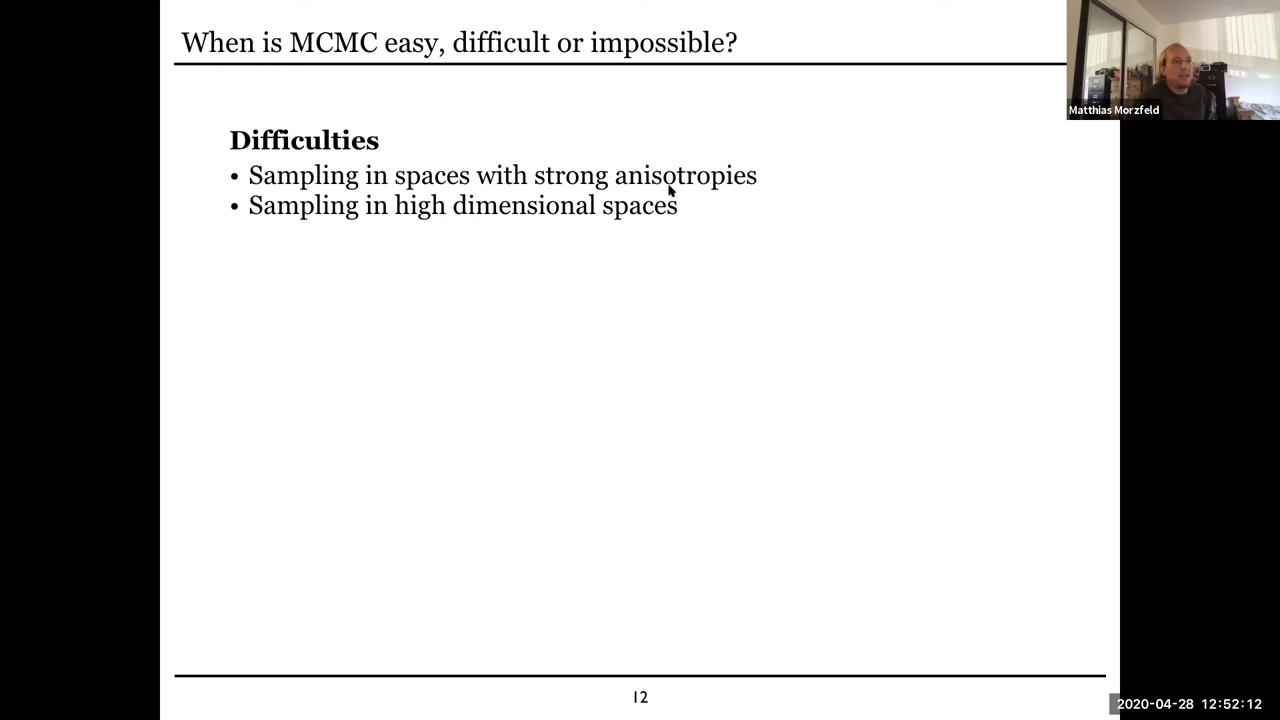 When is MCMC easy, difficult or impossible?
Matthias Morzfeld
Difficulties
• Sampling in spaces with strong anisotropies
• Sampling in high dimensional spaces
12
2020-04-28 12:52:12